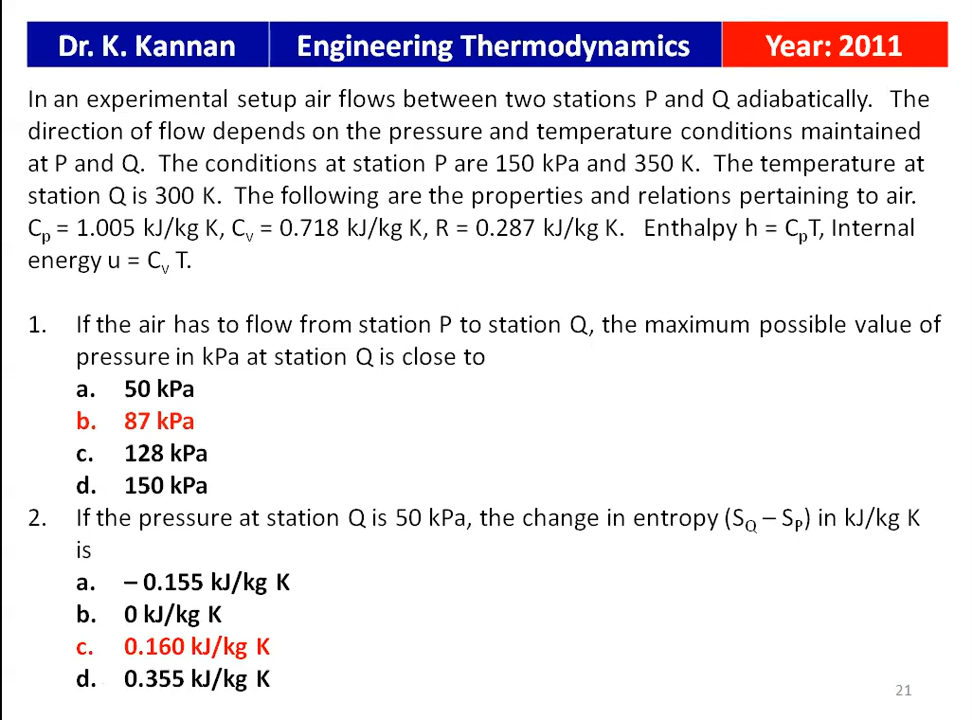 Dr. K. Kannan Engineering Thermodynamics Year: 2011
In an experimental setup air flows between two stations P and Q adiabatically. The
direction of flow depends on the pressure and temperature conditions maintained
at P and Q. The conditions at station P are 150 kPa and 350 K. The temperature at
station Q is 300 K. The following are the properties and relations pertaining to air.
Cp = 1.005 kJ/kg K, Cv = 0.718 kJ/kg K, R = 0.287 kJ/kg K. Enthalpy h = CpT, Internal
energy u = Cv T.
1. If the air has to flow from station P to station Q, the maximum possible value of
pressure in kPa at station Q is close to
a. 50 kPa
b. 87 kPa
c. 128 kPa
d. 150 kPa
2. If the pressure at station Q is 50 kPa, the change in entropy (SQ – SP) in kJ/kg K
is
a. – 0.155 kJ/kg K
b. 0 kJ/kg K
c. 0.160 kJ/kg K
d. 0.355 kJ/kg K
21